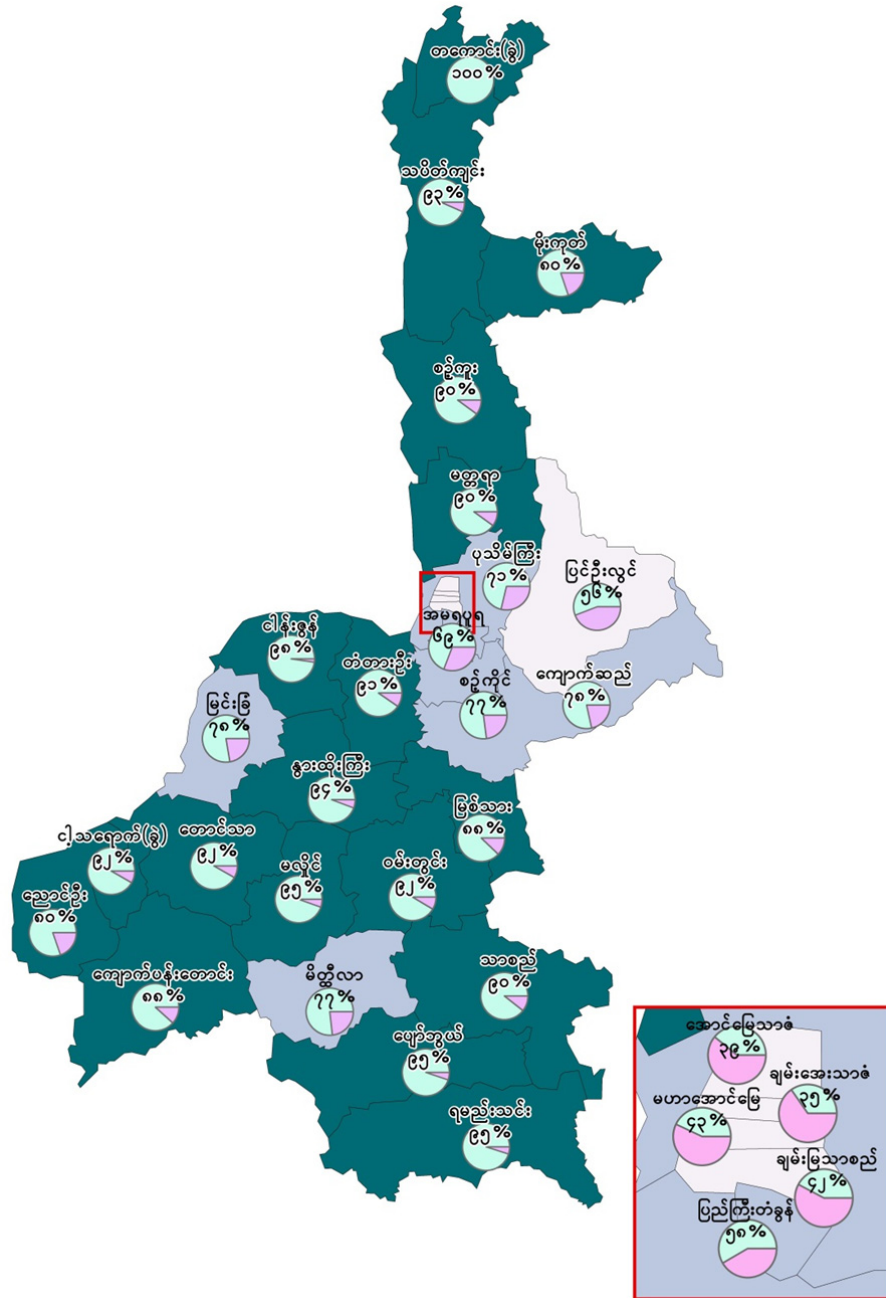 တကောင်း(ခွဲ)
၁၀၀%
သပိတ်ကျင်း
၉၃%
မိုးကုတ်
၈၀%
စဉ့်ကူး
၉၀%
မတ္တရာ
၉၀%
ပုသိမ်ကြီး
၇၁%
ပြင်ဦးလွင်
၅၆%
အမရပူရ
၆၉%
ငါန်းဇွန်
၉၈%
တံတားဦး
၉၁%
စဉ့်ကိုင်
၇၇%
ကျောက်ဆည်
၇၈%
မြင်းခြံ
၇၈%
နွားထိုးကြီး
၉၄%
မြစ်သား
၈၈%
ငါ့သရောက်(ခွဲ)
၉၂%
တောင်သာ
၉၂%
မလှိုင်
၉၅%
ဝမ်းတွင်း
၉၂%
ညောင်ဦး
၈၀%
ကျောက်ပန်းတောင်း
၈၈%
မိတ္ထီလာ
၇၇%
သာစည်
၉၀%
ပျော်ဘွယ်
၉၅%
ရမည်းသင်း
၉၅%
အောင်မြေသာဇံ
၃၉%
ချမ်းအေးသာဇံ
၃၅%
မဟာအောင်မြေ
၄၃%
ချမ်းမြသာစည်
၄၂%
ပြည်ကြီးတံခွန်
၅၈%